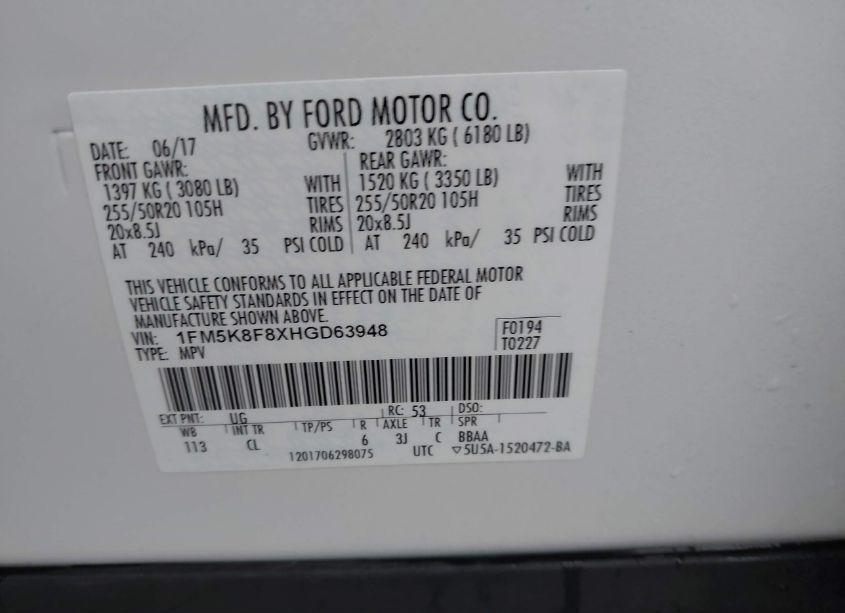 MFD. BY FORD MOTOR CO.
DATE: 06/17 GVWR: 2803 KG ( 6180 LB)
FRONT GAWR: REAR GAWR:
1397 KG ( 3080 LB) WITH 1520 KG ( 3350 LB) WITH
255/50R20 105H TIRES 255/50R20 105H TIRES
20x8.5J RIMS 20x8.5J RIMS
AT 240 kPa/ 35 PSI COLD AT 240 kPa/ 35 PSI COLD
THIS VEHICLE CONFORMS TO ALL APPLICABLE FEDERAL MOTOR
VEHICLE SAFETY STANDARDS IN EFFECT ON THE DATE OF
MANUFACTURE SHOWN ABOVE.
VIN: 1FM5K8F8XHGD63948 F0194
TYPE: MPV T0227
EXT PNT: UG RC: 53 DSO:
WB INT TR TP/PS R AXLE TR SPR
113 CL 6 3J C BBAA
1201706298075 UTC ▽5U5A-1520472-BA